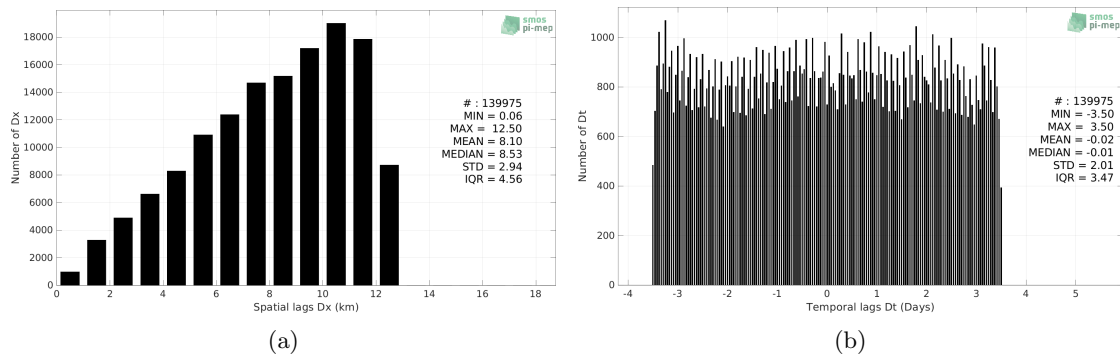 18000
16000
14000
12000
10000
8000
6000
4000
2000
0
Number of Dx
0 2 4 6 8 10 12 14 16 18
Spatial lags Dx (km)
smos
pi-mep
# : 139975
MIN = 0.06
MAX = 12.50
MEAN = 8.10
MEDIAN = 8.53
STD = 2.94
IQR = 4.56
(a)
1000
800
600
400
200
0
Number of Dt
-4 -3 -2 -1 0 1 2 3 4 5
Temporal lags Dt (Days)
smos
pi-mep
# : 139975
MIN = -3.50
MAX = 3.50
MEAN = -0.02
MEDIAN = -0.01
STD = 2.01
IQR = 3.47
(b)